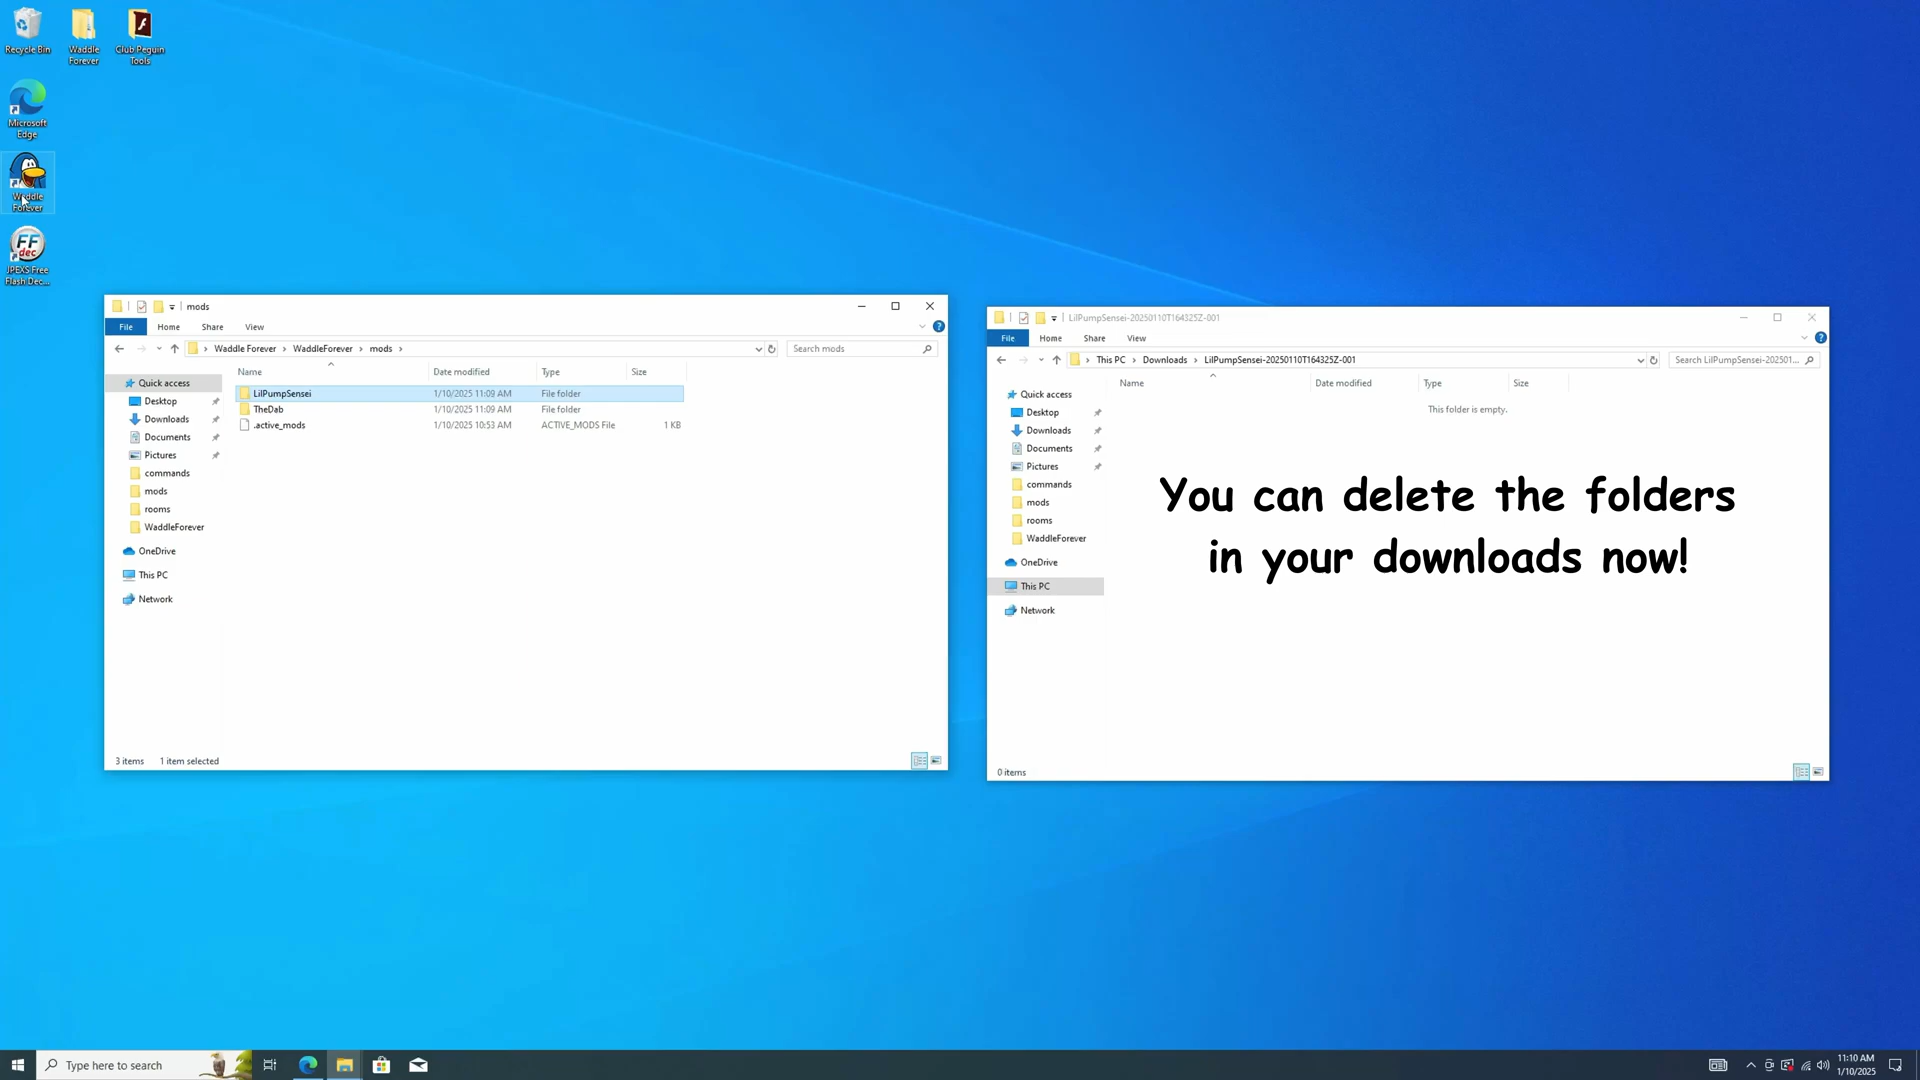 Recycle Bin
Waddle
Forever
Club Peguin
Tools
Microsoft
Edge
Waddle
Forever
FF
dec
JPEXS Free
Flash Dec...
mods
File Home Share View
Waddle Forever > WaddleForever > mods >
Search mods
Name Date modified Type Size
Quick access
Desktop
Downloads
Documents
Pictures
commands
mods
rooms
WaddleForever
OneDrive
This PC
Network
LilPumpSensei 1/10/2025 11:09 AM File folder
TheDab 1/10/2025 11:09 AM File folder
.active_mods 1/10/2025 10:53 AM ACTIVE_MODS File 1 KB
3 items 1 item selected
LilPumpSensei-20250110T164325Z-001
File Home Share View
This PC > Downloads > LilPumpSensei-20250110T164325Z-001
Search LilPumpSensei-202501...
Name Date modified Type Size
This folder is empty.
Quick access
Desktop
Downloads
Documents
Pictures
commands
mods
rooms
WaddleForever
OneDrive
This PC
Network
You can delete the folders
in your downloads now!
0 items
Type here to search
11:10 AM
1/10/2025